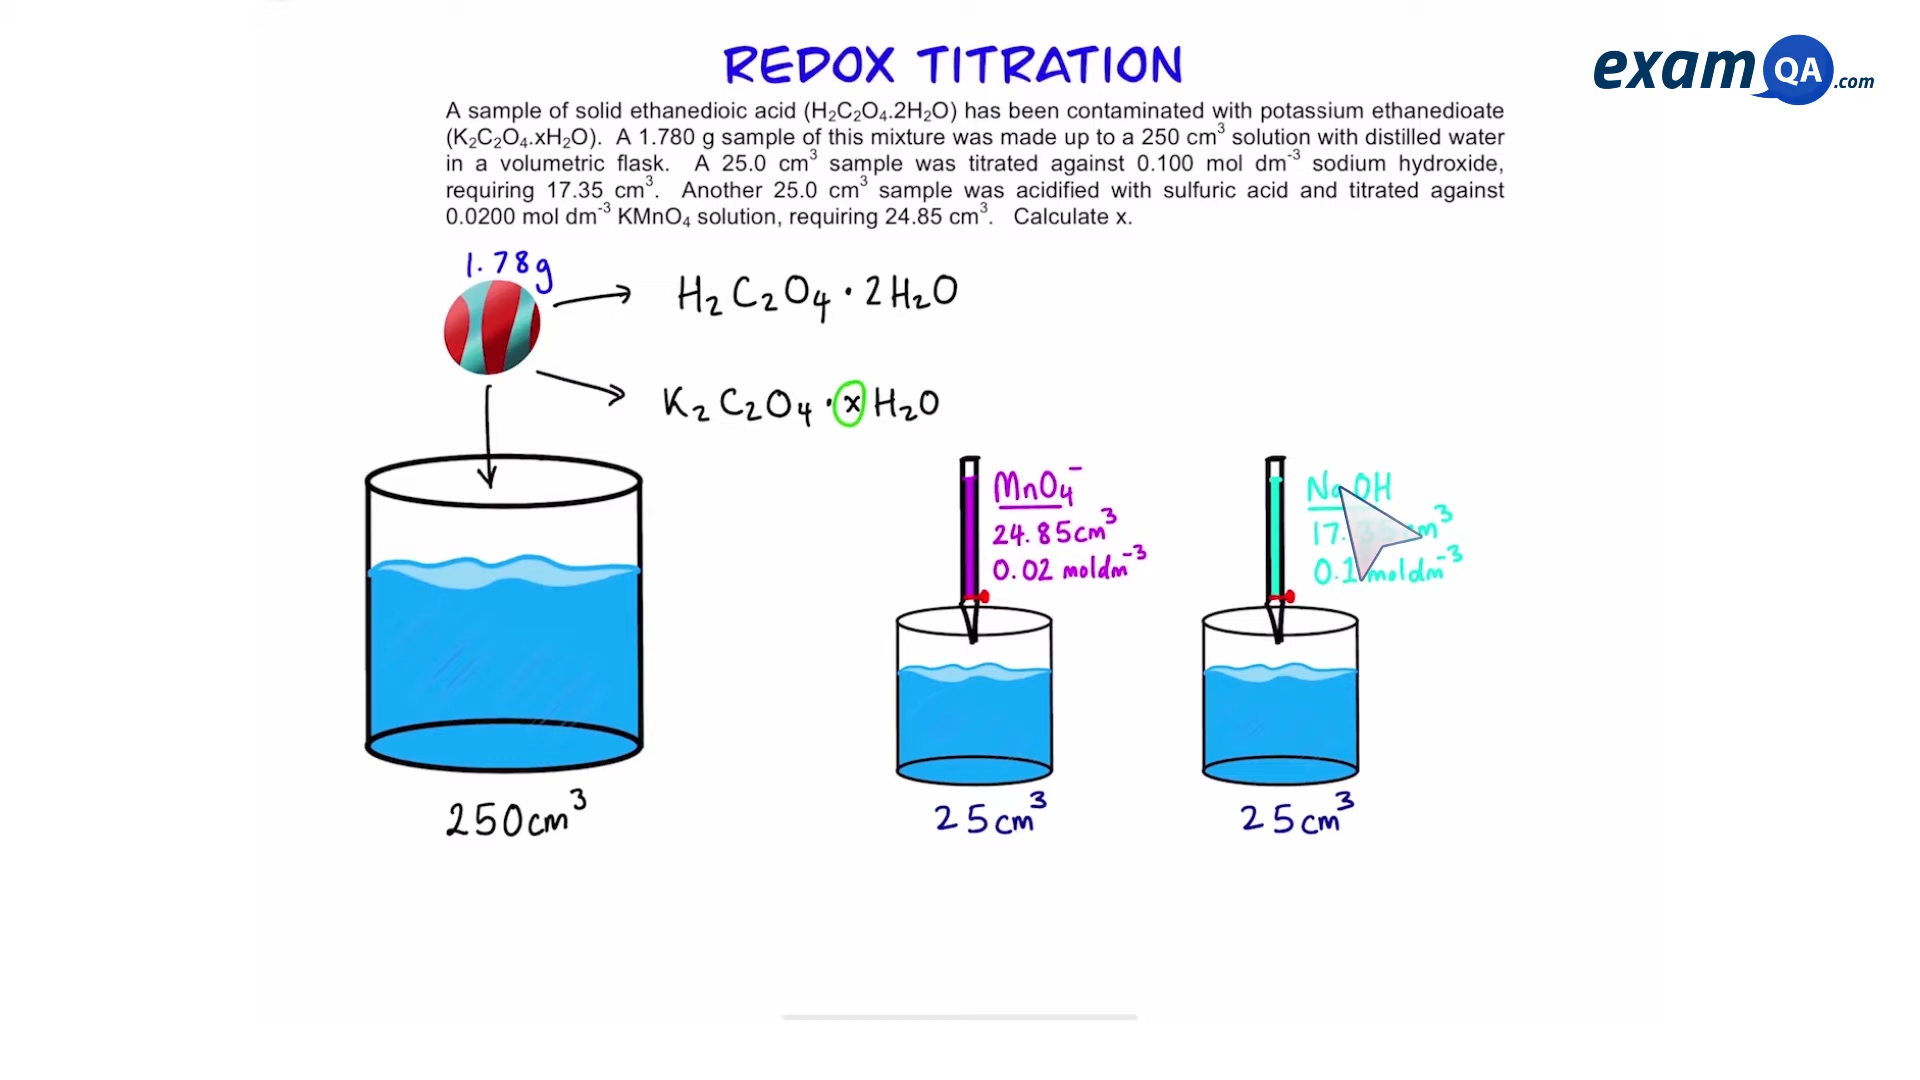 REDOX TITRATION
examQA.com
A sample of solid ethanedioic acid (H₂C₂O₄.2H₂O) has been contaminated with potassium ethanedioate
(K₂C₂O₄.xH₂O). A 1.780 g sample of this mixture was made up to a 250 cm³ solution with distilled water
in a volumetric flask. A 25.0 cm³ sample was titrated against 0.100 mol dm⁻³ sodium hydroxide,
requiring 17.35 cm³. Another 25.0 cm³ sample was acidified with sulfuric acid and titrated against
0.0200 mol dm⁻³ KMnO₄ solution, requiring 24.85 cm³. Calculate x.
1.78g
H₂C₂O₄·2H₂O
K₂C₂O₄·xH₂O
MnO₄⁻
24.85cm³
0.02 moldm⁻³
NaOH
17.35cm³
0.1 moldm⁻³
250cm³
25cm³
25cm³